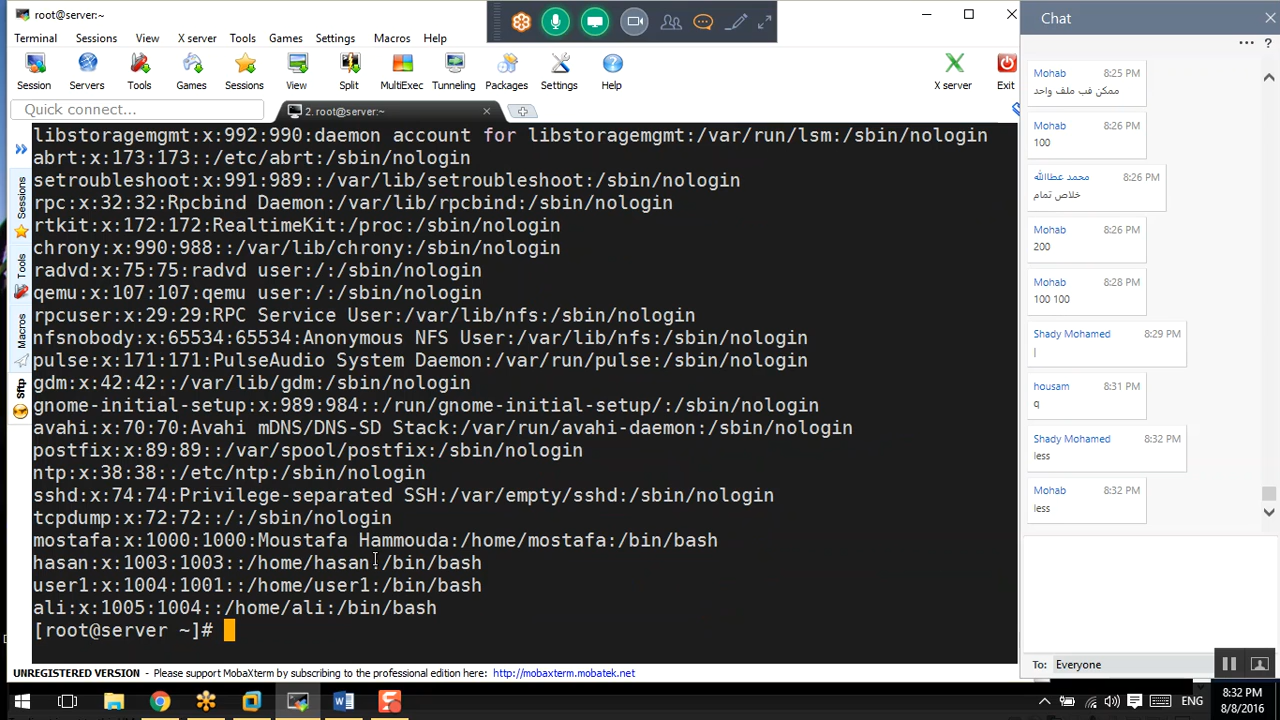 root@server:~
Terminal Sessions View X server Tools Games Settings Macros Help
Session Servers Tools Games Sessions View Split MultiExec Tunneling Packages Settings Help X server Exit
Quick connect...
2. root@server:~
Sessions
Tools
Macros
Sftp
libstoragemgmt:x:992:990:daemon account for libstoragemgmt:/var/run/lsm:/sbin/nologin
abrt:x:173:173::/etc/abrt:/sbin/nologin
setroubleshoot:x:991:989::/var/lib/setroubleshoot:/sbin/nologin
rpc:x:32:32:Rpcbind Daemon:/var/lib/rpcbind:/sbin/nologin
rtkit:x:172:172:RealtimeKit:/proc:/sbin/nologin
chrony:x:990:988::/var/lib/chrony:/sbin/nologin
radvd:x:75:75:radvd user:/:/sbin/nologin
qemu:x:107:107:qemu user:/:/sbin/nologin
rpcuser:x:29:29:RPC Service User:/var/lib/nfs:/sbin/nologin
nfsnobody:x:65534:65534:Anonymous NFS User:/var/lib/nfs:/sbin/nologin
pulse:x:171:171:PulseAudio System Daemon:/var/run/pulse:/sbin/nologin
gdm:x:42:42::/var/lib/gdm:/sbin/nologin
gnome-initial-setup:x:989:984::/run/gnome-initial-setup/:/sbin/nologin
avahi:x:70:70:Avahi mDNS/DNS-SD Stack:/var/run/avahi-daemon:/sbin/nologin
postfix:x:89:89::/var/spool/postfix:/sbin/nologin
ntp:x:38:38::/etc/ntp:/sbin/nologin
sshd:x:74:74:Privilege-separated SSH:/var/empty/sshd:/sbin/nologin
tcpdump:x:72:72::/:/sbin/nologin
mostafa:x:1000:1000:Moustafa Hammouda:/home/mostafa:/bin/bash
hasan:x:1003:1003::/home/hasan:/bin/bash
user1:x:1004:1001::/home/user1:/bin/bash
ali:x:1005:1004::/home/ali:/bin/bash
[root@server ~]#
UNREGISTERED VERSION - Please support MobaXterm by subscribing to the professional edition here: http://mobaxterm.mobatek.net
Chat
Mohab 8:25 PM
ممكن فب ملف واحد
Mohab 8:26 PM
100
محمد عطاالله 8:26 PM
خلاص تمام
Mohab 8:26 PM
200
Mohab 8:28 PM
100 100
Shady Mohamed 8:29 PM
|
housam 8:31 PM
q
Shady Mohamed 8:32 PM
less
Mohab 8:32 PM
less
To: Everyone
ENG
8:32 PM
8/8/2016